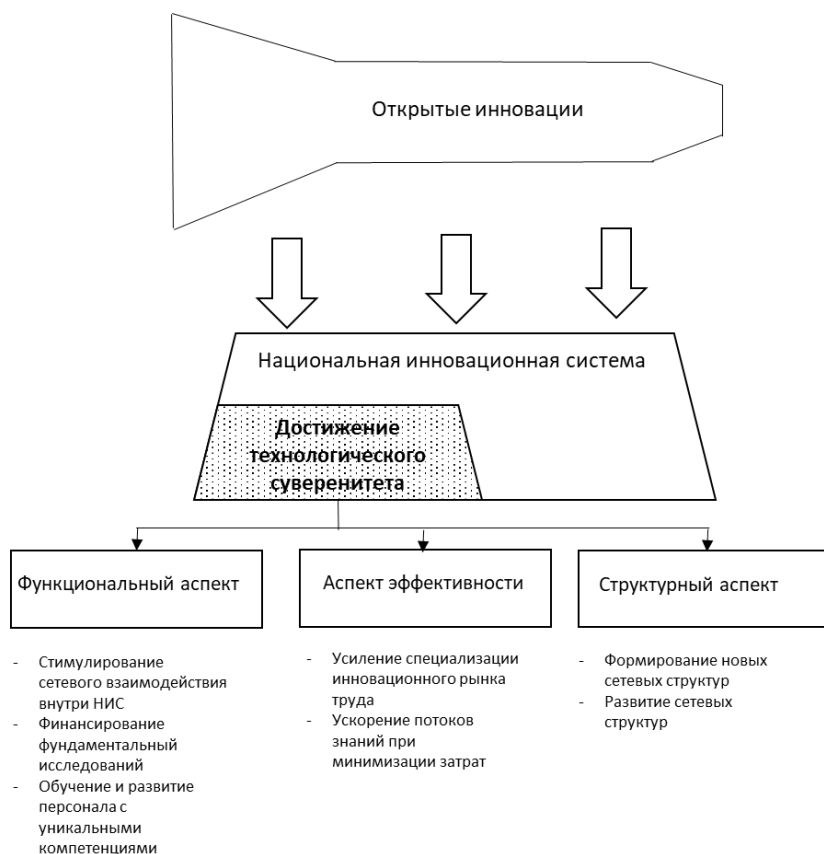 Открытые инновации
Национальная инновационная система
Достижение
технологического
суверенитета
Функциональный аспект
Аспект эффективности
Структурный аспект
- Стимулирование
сетевого взаимодействия
внутри НИС
- Финансирование
фундаментальный
исследований
- Обучение и развитие
персонала с
уникальными
компетенциями
- Усиление специализации
инновационного рынка
труда
- Ускорение потоков
знаний при
минимизации затрат
- Формирование новых
сетевых структур
- Развитие сетевых
структур